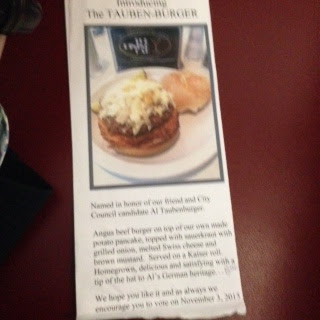 Introducing
The TAUBEN-BURGER
Named in honor of our friend and City
Council candidate Al Taubenburger.
Angus beef burger on top of our own made
potato pancake, topped with sauerkraut with
grilled onion, melted Swiss cheese and
brown mustard. Served on a Kaiser roll.
Homegrown, delicious and satisfying with a
tip of the hat to Al's German heritage.
We hope you like it and as always we
encourage you to vote on November 3, 2015